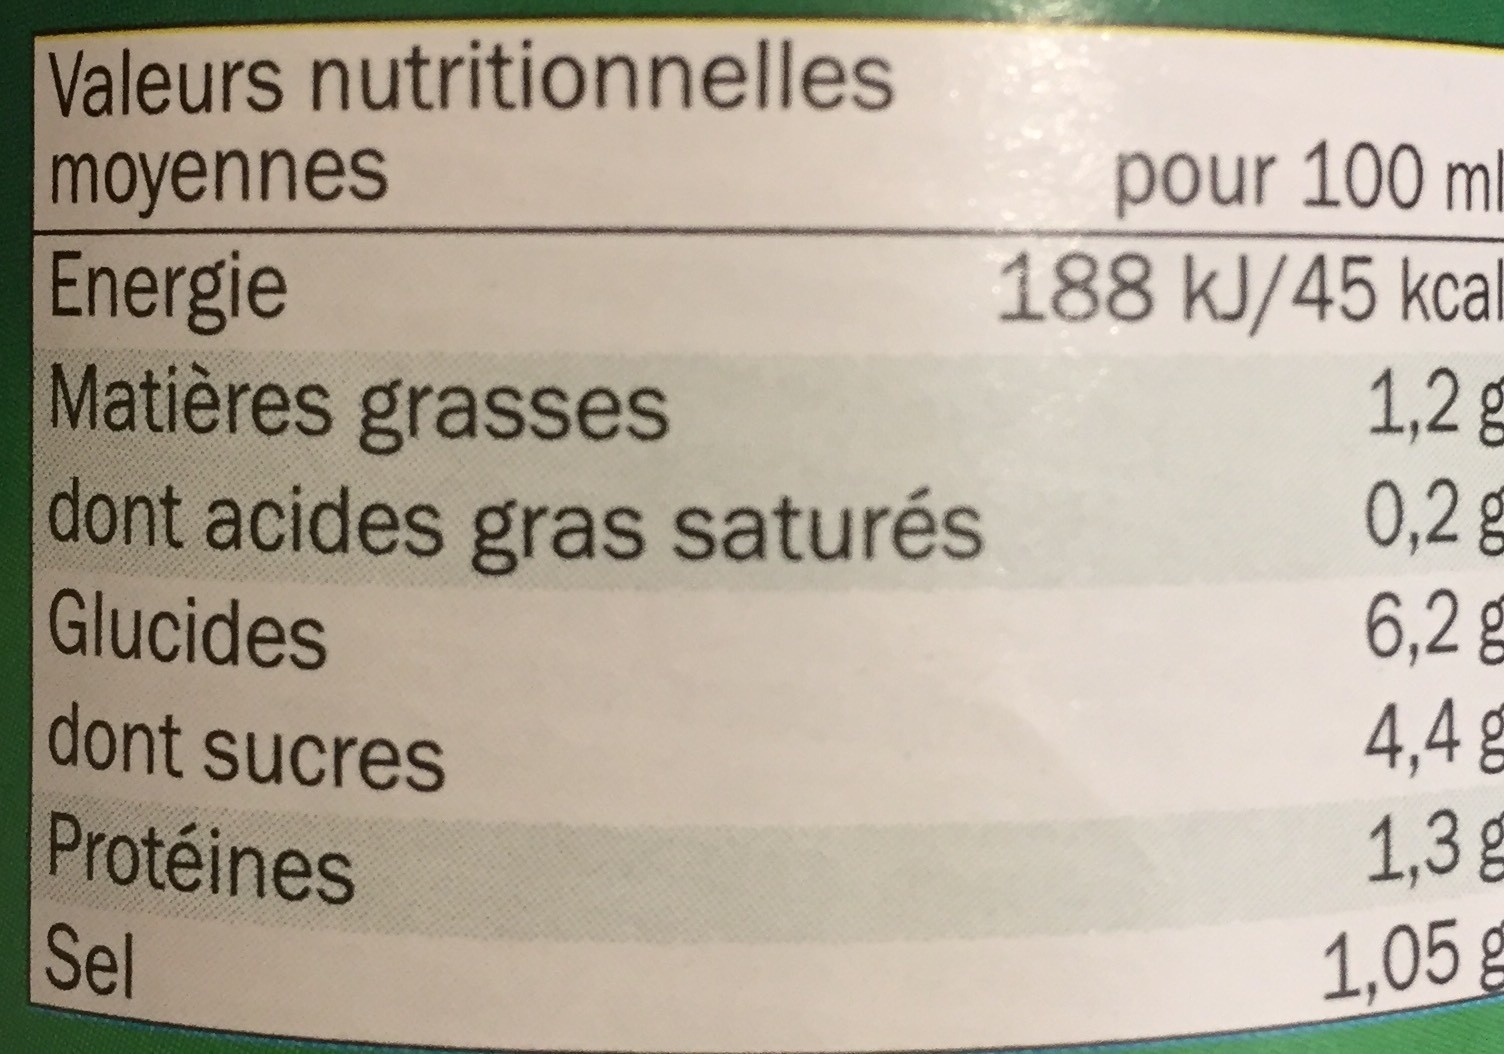 Valeurs nutritionnelles
moyennes pour 100 ml
Energie 188 kJ/45 kcal
Matières grasses 1,2 g
dont acides gras saturés 0,2 g
Glucides 6,2 g
dont sucres 4,4 g
Protéines 1,3 g
Sel 1,05 g